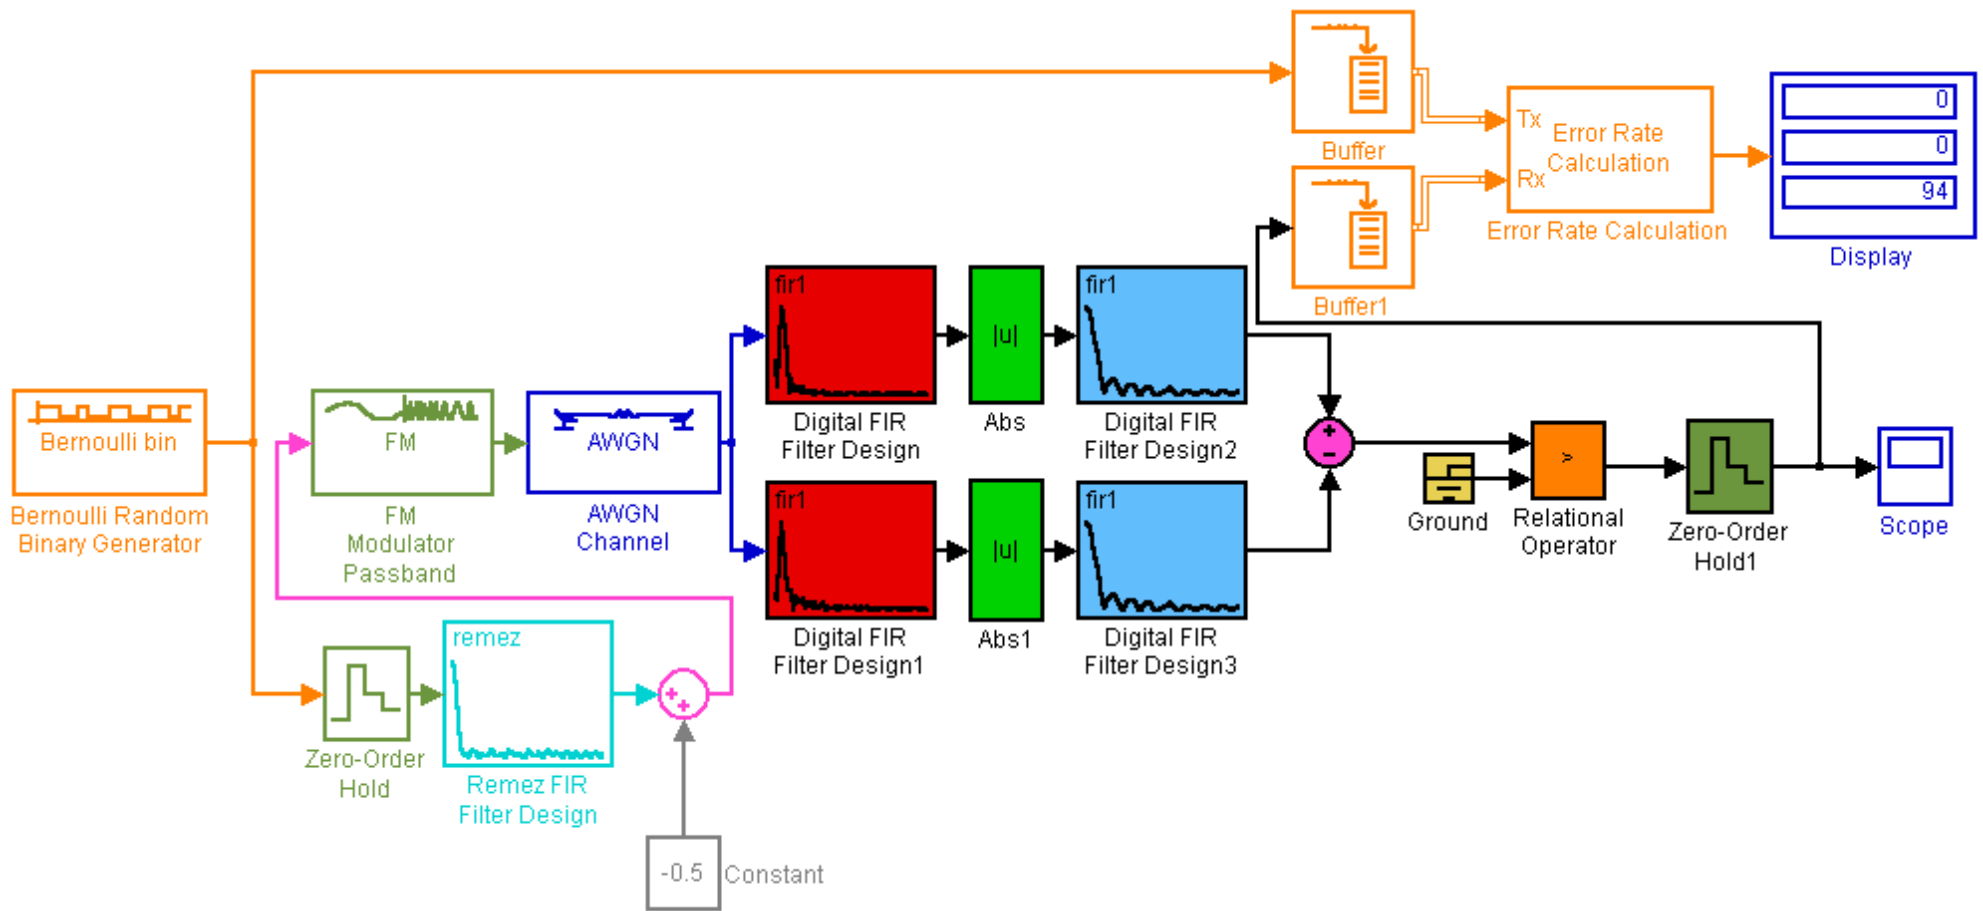 Buffer
Tx
Error Rate
Calculation
Rx
Error Rate Calculation
0
0
94
Display
Buffer1
Bernoulli bin
Bernoulli Random
Binary Generator
FM
FM
Modulator
Passband
AWGN
AWGN
Channel
fir1
Digital FIR
Filter Design
|u|
Abs
fir1
Digital FIR
Filter Design2
fir1
Digital FIR
Filter Design1
|u|
Abs1
fir1
Digital FIR
Filter Design3
+
−
Ground
>
Relational
Operator
Zero-Order
Hold1
Scope
Zero-Order
Hold
remez
Remez FIR
Filter Design
+
+
-0.5
Constant